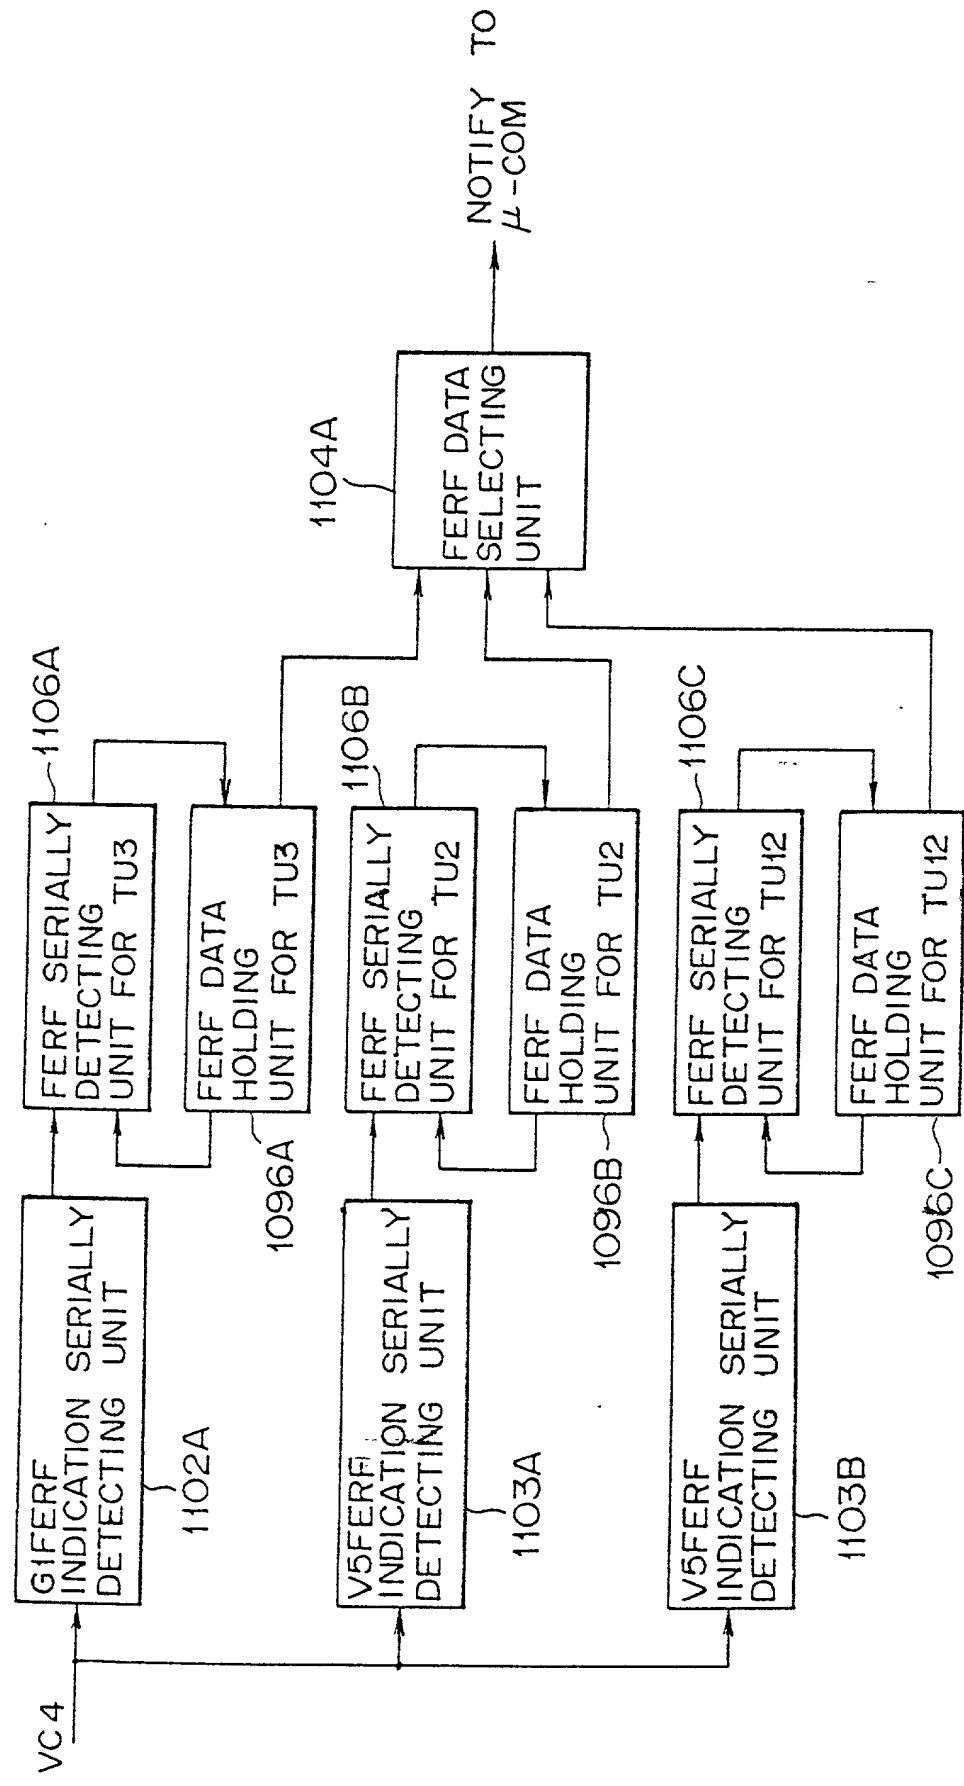 VC4
G1FERF
INDICATION SERIALLY
DETECTING UNIT
1102A
FERF SERIALLY
DETECTING
UNIT FOR TU3
1106A
FERF DATA
HOLDING
UNIT FOR TU3
1096A
V5FERF
INDICATION SERIALLY
DETECTING UNIT
1103A
FERF SERIALLY
DETECTING
UNIT FOR TU2
1106B
FERF DATA
HOLDING
UNIT FOR TU2
1096B
V5FERF
INDICATION SERIALLY
DETECTING UNIT
1103B
FERF SERIALLY
DETECTING
UNIT FOR TU12
1106C
FERF DATA
HOLDING
UNIT FOR TU12
1096C
1104A
FERF DATA
SELECTING
UNIT
NOTIFY TO
μ-COM